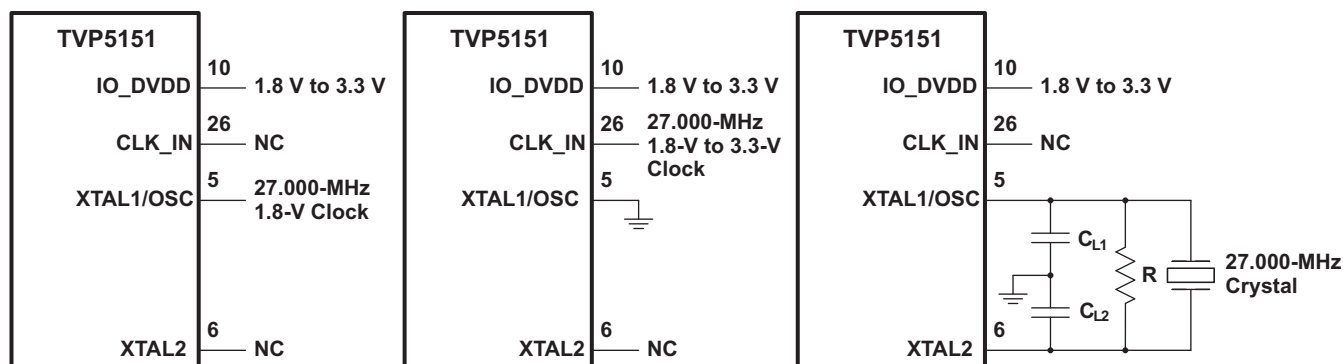 TVP5151
10
IO_DVDD
1.8 V to 3.3 V
26
CLK_IN
NC
5
XTAL1/OSC
27.000-MHz
1.8-V Clock
6
XTAL2
NC
TVP5151
10
IO_DVDD
1.8 V to 3.3 V
26
CLK_IN
27.000-MHz
1.8-V to 3.3-V
Clock
5
XTAL1/OSC
6
XTAL2
NC
TVP5151
10
IO_DVDD
1.8 V to 3.3 V
26
CLK_IN
NC
5
XTAL1/OSC
CL1
R
27.000-MHz
Crystal
CL2
6
XTAL2